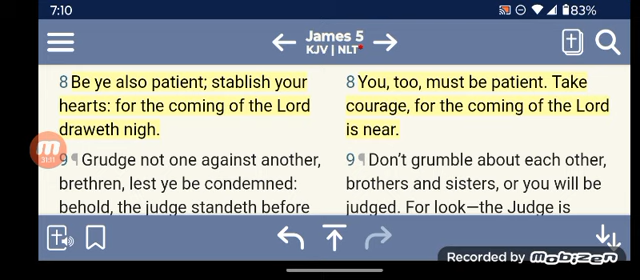 7:10
83%
James 5
KJV | NLT
8 Be ye also patient; stablish your
hearts: for the coming of the Lord
draweth nigh.
9 ¶ Grudge not one against another,
brethren, lest ye be condemned:
behold, the judge standeth before
8 You, too, must be patient. Take
courage, for the coming of the Lord
is near.
9 ¶ Don’t grumble about each other,
brothers and sisters, or you will be
judged. For look—the Judge is
31:11
Recorded by Mobizen